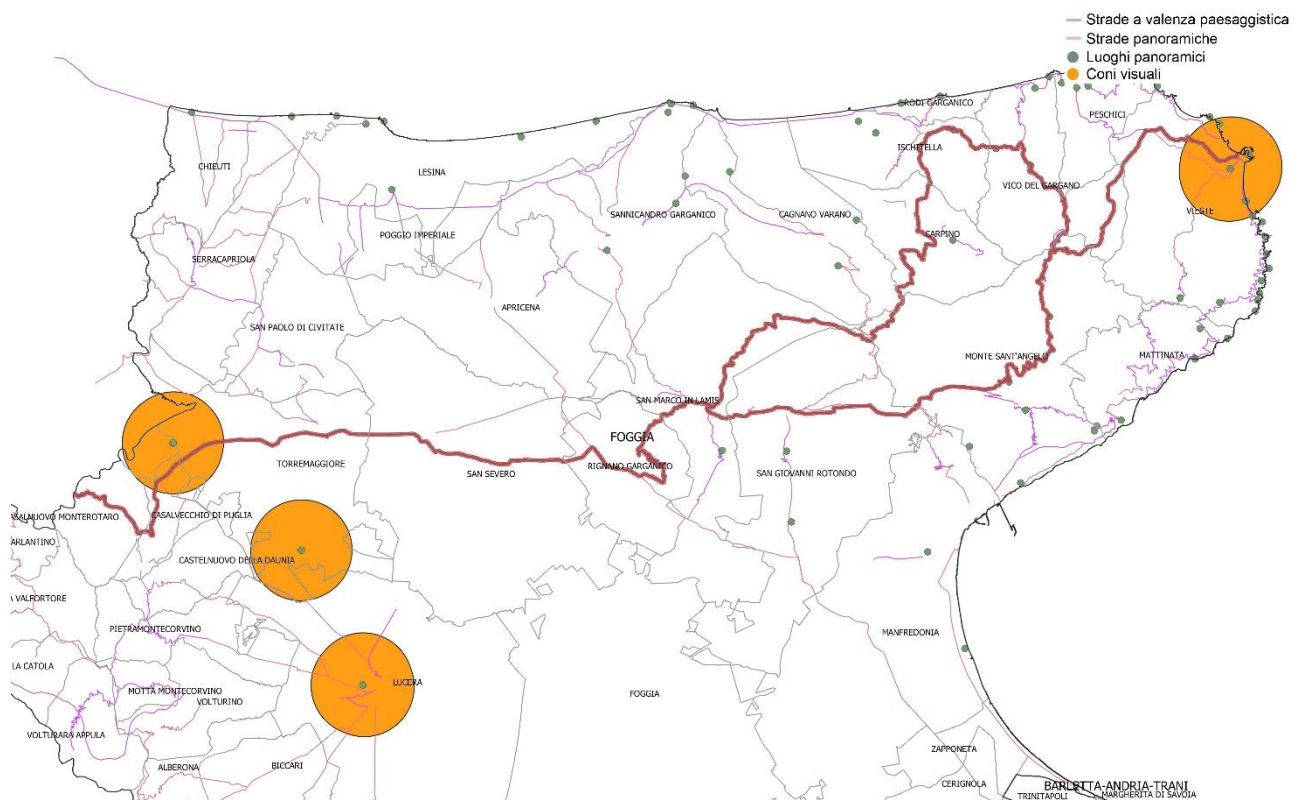 Strade a valenza paesaggistica
Strade panoramiche
Luoghi panoramici
Coni visuali
RODI GARGANICO
PESCHICI
ISCHITELLA
CHIEUTI
LESINA
VICO DEL GARGANO
VIESTE
SANNICANDRO GARGANICO
CAGNANO VARANO
CARPINO
POGGIO IMPERIALE
SERRACAPRIOLA
APRICENA
SAN PAOLO DI CIVITATE
MONTE SANT'ANGELO
MATTINATA
SAN MARCO IN LAMIS
FOGGIA
TORREMAGGIORE
RIGNANO GARGANICO
SAN SEVERO
SAN GIOVANNI ROTONDO
SALNUOVO MONTEROTARO
CASALVECCHIO DI PUGLIA
ARLANTINO
CASTELNUOVO DELLA DAUNIA
A VALFORTORE
PIETRAMONTECORVINO
MANFREDONIA
LA CATOLA
LUCERA
MOTTA MONTECORVINO
VOLTURINO
FOGGIA
VOLTURARA APPULA
ZAPPONETA
ALBERONA
BICCARI
CERIGNOLA
BARLETTA-ANDRIA-TRANI
TRINITAPOLI
MARGHERITA DI SAVOIA